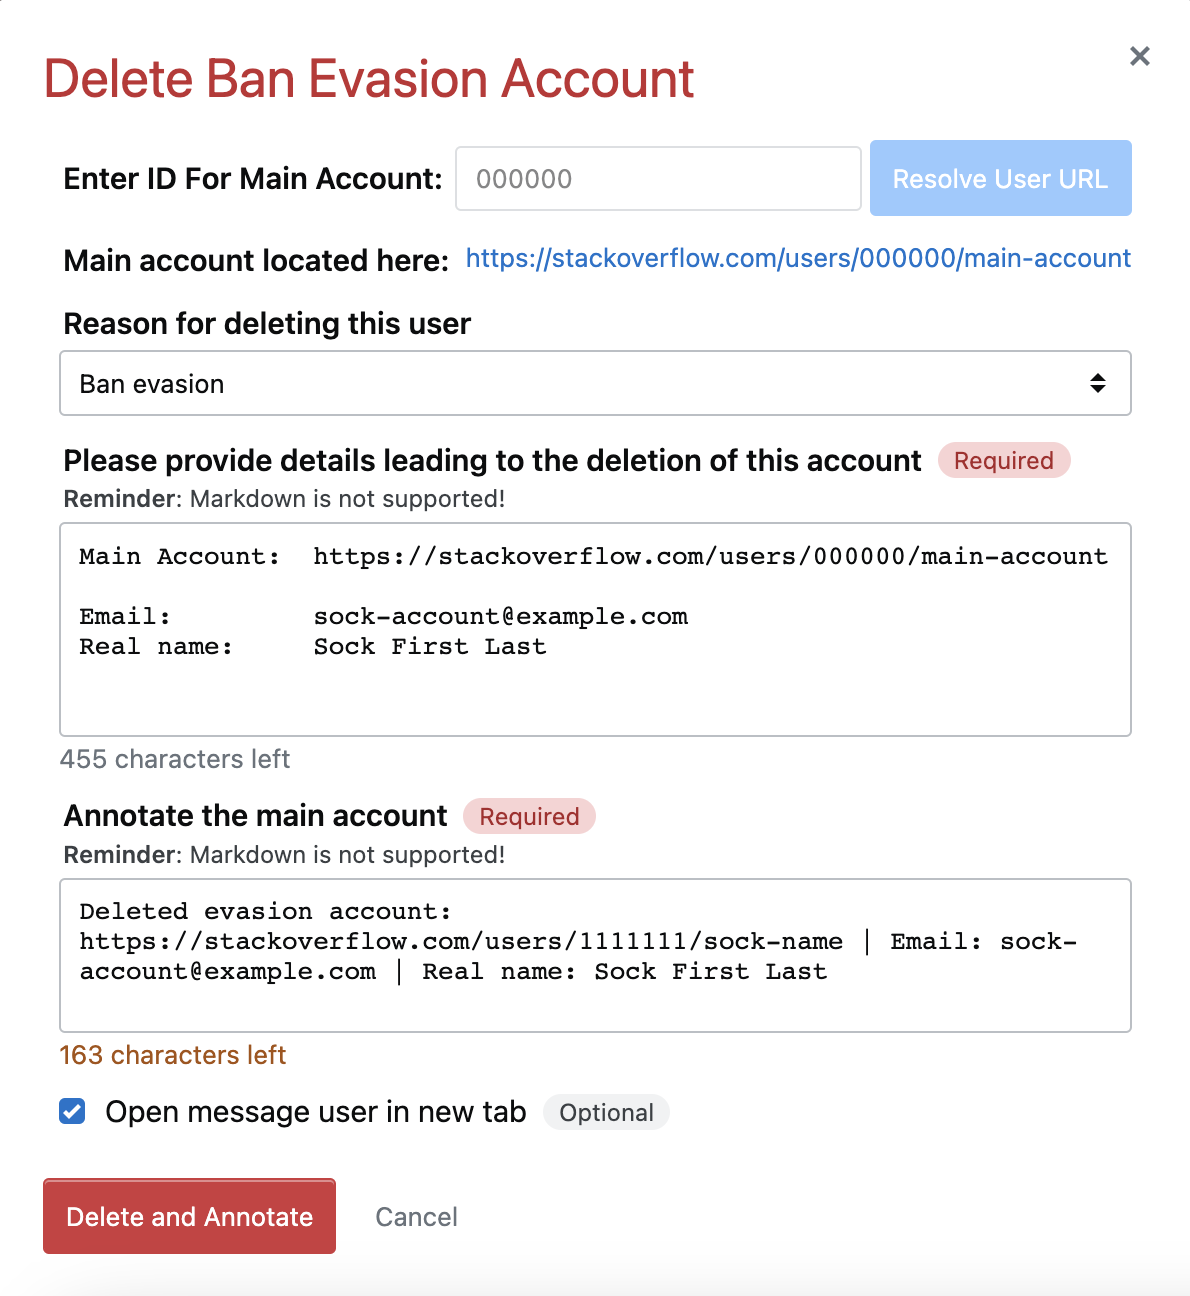 Delete Ban Evasion Account
Enter ID For Main Account: 000000 Resolve User URL
Main account located here: https://stackoverflow.com/users/000000/main-account
Reason for deleting this user
Ban evasion
Please provide details leading to the deletion of this account Required
Reminder: Markdown is not supported!
Main Account: https://stackoverflow.com/users/000000/main-account
Email: sock-account@example.com
Real name: Sock First Last
455 characters left
Annotate the main account Required
Reminder: Markdown is not supported!
Deleted evasion account:
https://stackoverflow.com/users/1111111/sock-name | Email: sock-
account@example.com | Real name: Sock First Last
163 characters left
Open message user in new tab Optional
Delete and Annotate Cancel